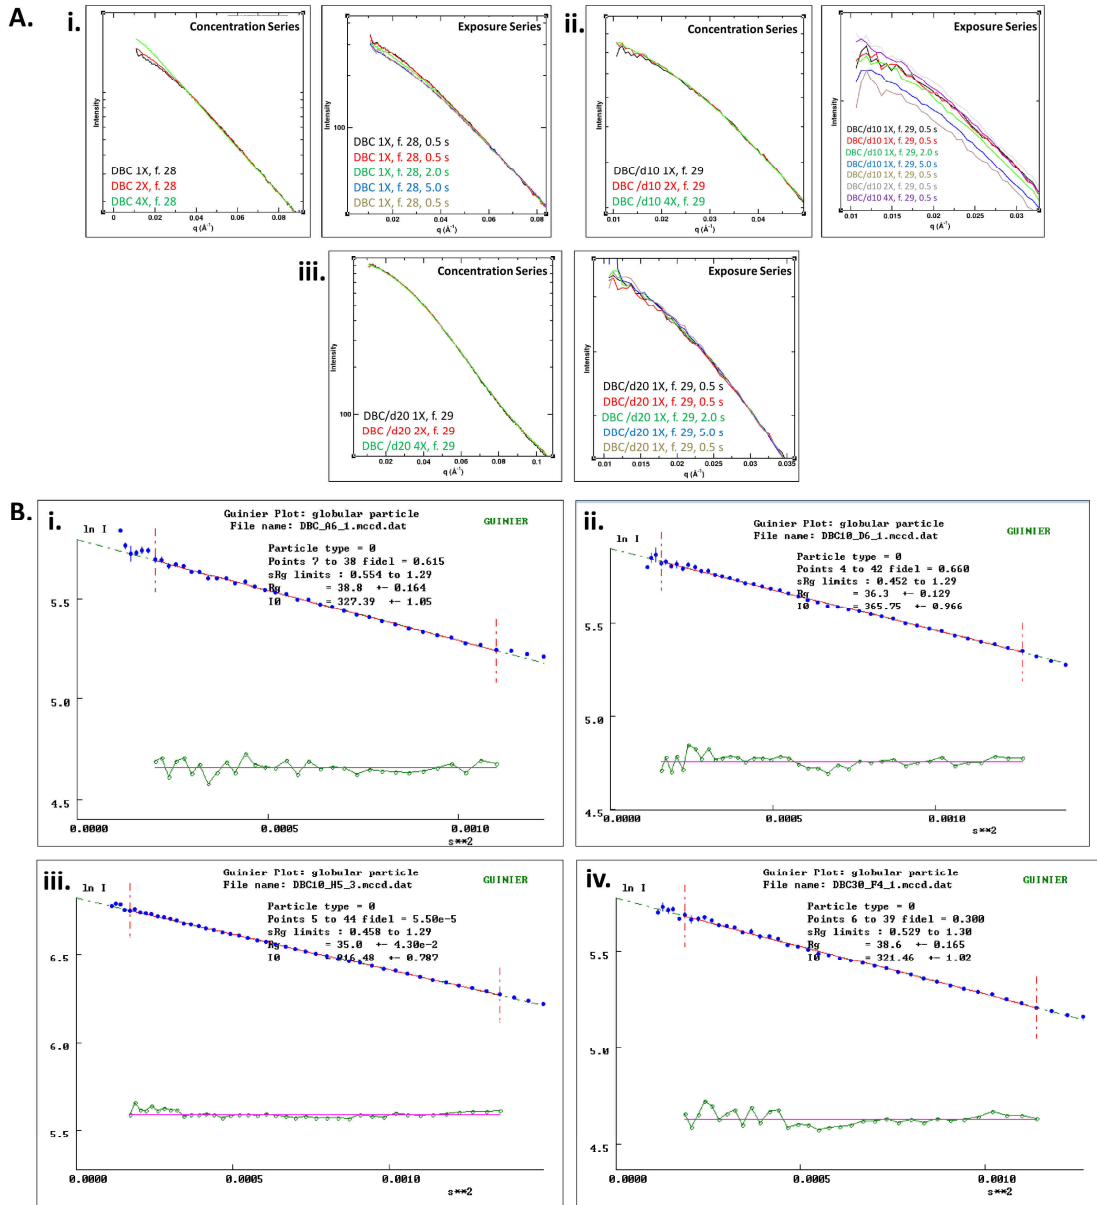 A.
i.
Concentration Series
Intensity
DBC 1X, f. 28
DBC 2X, f. 28
DBC 4X, f. 28
0 0.02 0.04 0.06 0.08
q (Å⁻¹)
Exposure Series
100
DBC 1X, f. 28, 0.5 s
DBC 1X, f. 28, 0.5 s
DBC 1X, f. 28, 2.0 s
DBC 1X, f. 28, 5.0 s
DBC 1X, f. 28, 0.5 s
0.02 0.04 0.06 0.08
q (Å⁻¹)
ii.
Concentration Series
Intensity
DBC/d10 1X, f. 29
DBC/d10 2X, f. 29
DBC/d10 4X, f. 29
0.01 0.02 0.03 0.04
q (Å⁻¹)
Exposure Series
Intensity
DBC/d10 1X, f. 29, 0.5 s
DBC/d10 1X, f. 29, 0.5 s
DBC/d10 1X, f. 29, 2.0 s
DBC/d10 1X, f. 29, 5.0 s
DBC/d10 1X, f. 29, 0.5 s
DBC/d10 2X, f. 29, 0.5 s
DBC/d10 4X, f. 29, 0.5 s
0.01 0.015 0.02 0.025 0.03
q (Å⁻¹)
iii.
Concentration Series
Intensity
100
DBC/d20 1X, f. 29
DBC /d20 2X, f. 29
DBC /d20 4X, f. 29
0.02 0.04 0.06 0.08 0.1
q (Å⁻¹)
Exposure Series
Intensity
DBC/d20 1X, f. 29, 0.5 s
DBC/d20 1X, f. 29, 0.5 s
DBC/d20 1X, f. 29, 2.0 s
DBC/d20 1X, f. 29, 5.0 s
DBC/d20 1X, f. 29, 0.5 s
0.01 0.015 0.02 0.025 0.03 0.035
q (Å⁻¹)
B.
i.
Guinier Plot: globular particle
File name: DBC_A6_1.mccd.dat
GUINIER
ln I
Particle type = 0
Points 7 to 38 fidel = 0.615
sRg limits : 0.554 to 1.29
Rg = 38.8 +- 0.164
I0 = 327.39 +- 1.05
5.5
5.0
4.5
0.0000 0.0005 0.0010
s**2
ii.
Guinier Plot: globular particle
File name: DBC10_D6_1.mccd.dat
GUINIER
ln I
Particle type = 0
Points 4 to 42 fidel = 0.660
sRg limits : 0.452 to 1.29
Rg = 36.3 +- 0.129
I0 = 365.75 +- 0.966
5.5
5.0
4.5
0.0000 0.0005 0.0010
s**2
iii.
Guinier Plot: globular particle
File name: DBC10_H5_3.mccd.dat
GUINIER
ln I
Particle type = 0
Points 5 to 44 fidel = 5.50e-5
sRg limits : 0.458 to 1.29
Rg = 35.0 +- 4.30e-2
I0 = 916.48 +- 0.787
6.5
6.0
5.5
0.0000 0.0005 0.0010
s**2
iv.
Guinier Plot: globular particle
File name: DBC30_F4_1.mccd.dat
GUINIER
ln I
Particle type = 0
Points 6 to 39 fidel = 0.300
sRg limits : 0.529 to 1.30
Rg = 38.6 +- 0.165
I0 = 321.46 +- 1.02
5.5
5.0
4.5
0.0000 0.0005 0.0010
s**2